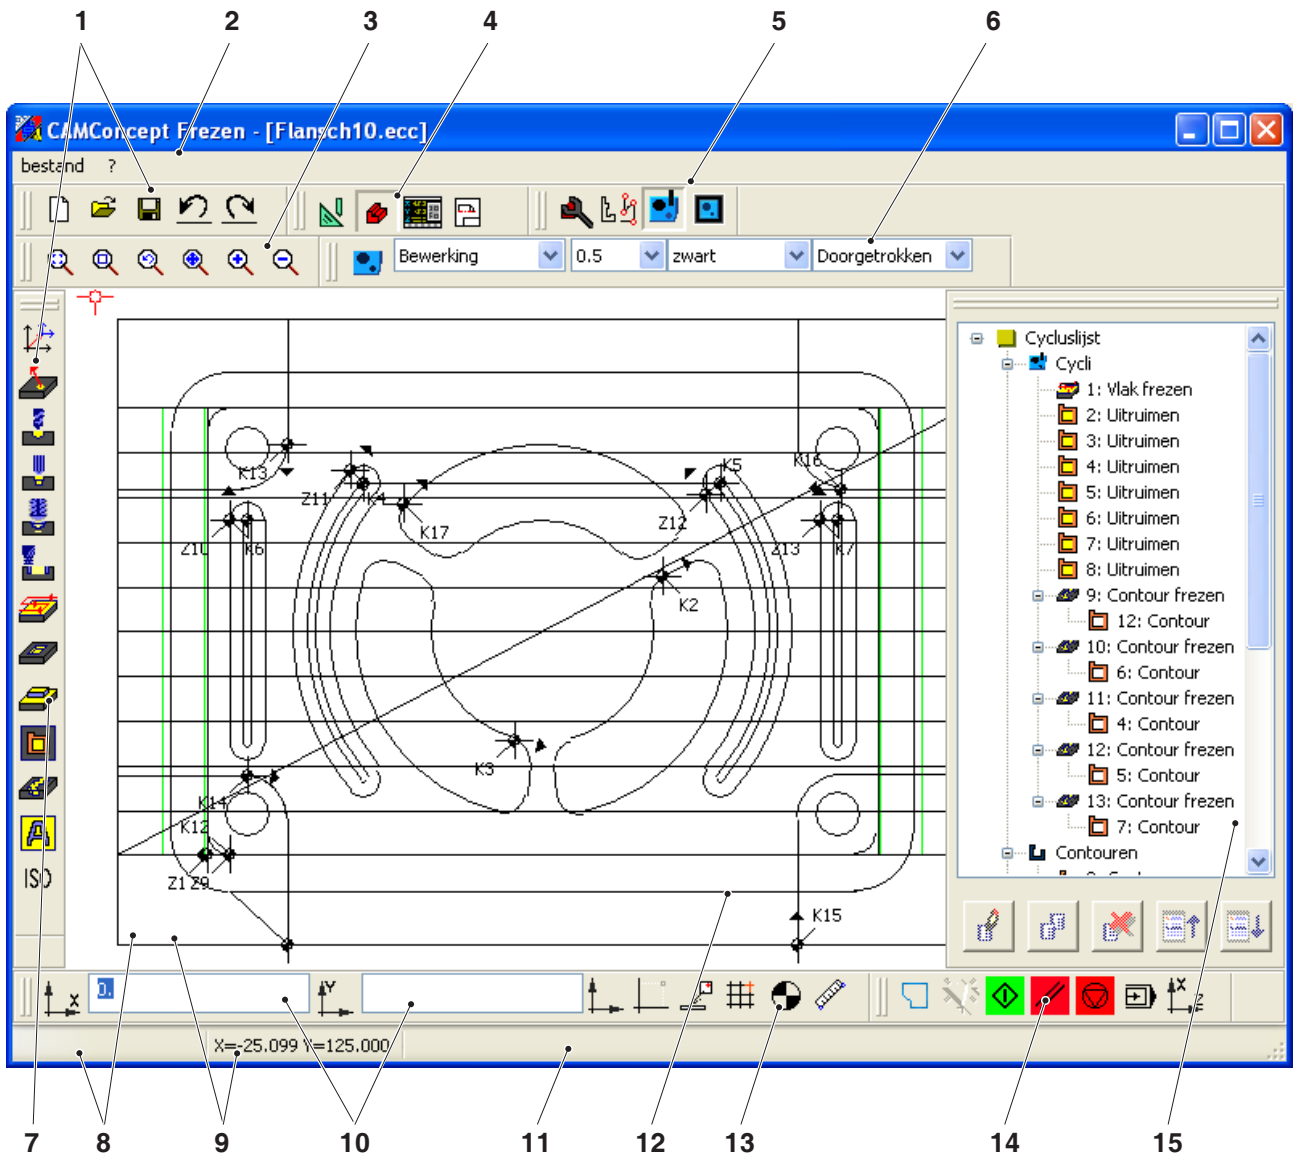 1 2 3 4 5 6
CAMConcept Frezen - [Flansch10.ecc]
bestand ?
Bewerking 0.5 zwart Doorgetrokken
Cycluslijst
Cycli
1: Vlak frezen
2: Uitruimen
3: Uitruimen
4: Uitruimen
5: Uitruimen
6: Uitruimen
7: Uitruimen
8: Uitruimen
9: Contour frezen
12: Contour
10: Contour frezen
6: Contour
11: Contour frezen
4: Contour
12: Contour frezen
5: Contour
13: Contour frezen
7: Contour
Contouren
K13
Z11
K4
K17
K5
K16
Z12
Z10
K6
Z13
K7
K2
K3
K14
K12
Z1 Z9
K15
ISO
X 0. Y
X Z
X=-25.099 Y=125.000
7 8 9 10 11 12 13 14 15